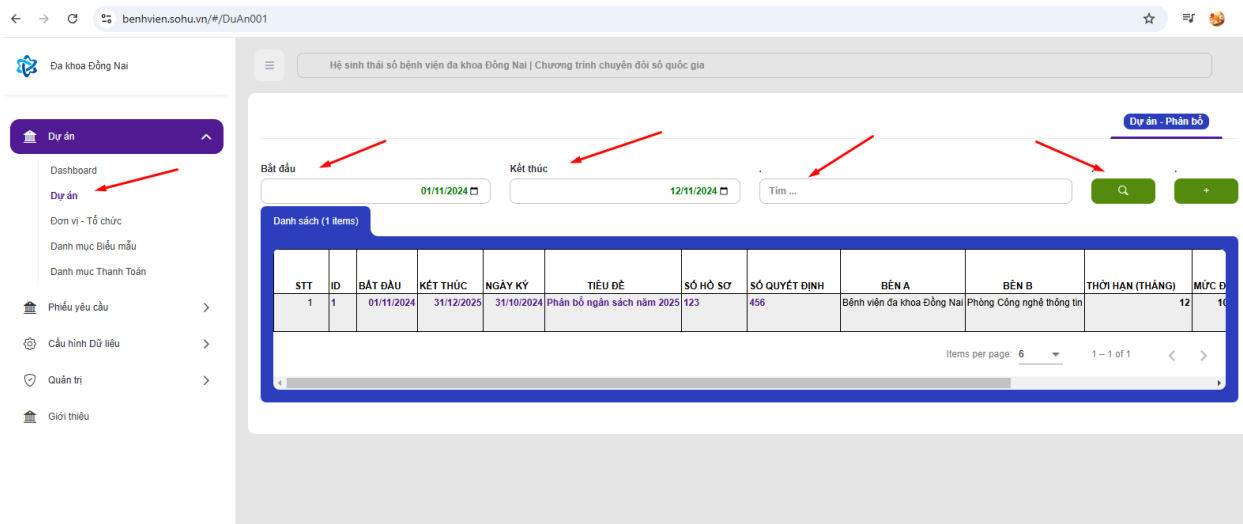 benhvien.sohu.vn/#/DuAn001
Đa khoa Đồng Nai
Hệ sinh thái số bệnh viện đa khoa Đồng Nai | Chương trình chuyển đổi số quốc gia
Dự án
Dashboard
Dự án
Đơn vị - Tổ chức
Danh mục Biểu mẫu
Danh mục Thanh Toán
Phiếu yêu cầu
Cấu hình Dữ liệu
Quản trị
Giới thiệu
Dự án - Phân bổ
Bắt đầu Kết thúc . . .
01/11/2024 12/11/2024 Tìm ... +
Danh sách (1 items)
STT ID BẮT ĐẦU KẾT THÚC NGÀY KÝ TIÊU ĐỀ SỐ HỒ SƠ SỐ QUYẾT ĐỊNH BÊN A BÊN B THỜI HẠN (THÁNG) MỨC Đ
1 1 01/11/2024 31/12/2025 31/10/2024 Phân bổ ngân sách năm 2025 123 456 Bệnh viện đa khoa Đồng Nai Phòng Công nghệ thông tin 12 10
Items per page: 6 1 – 1 of 1